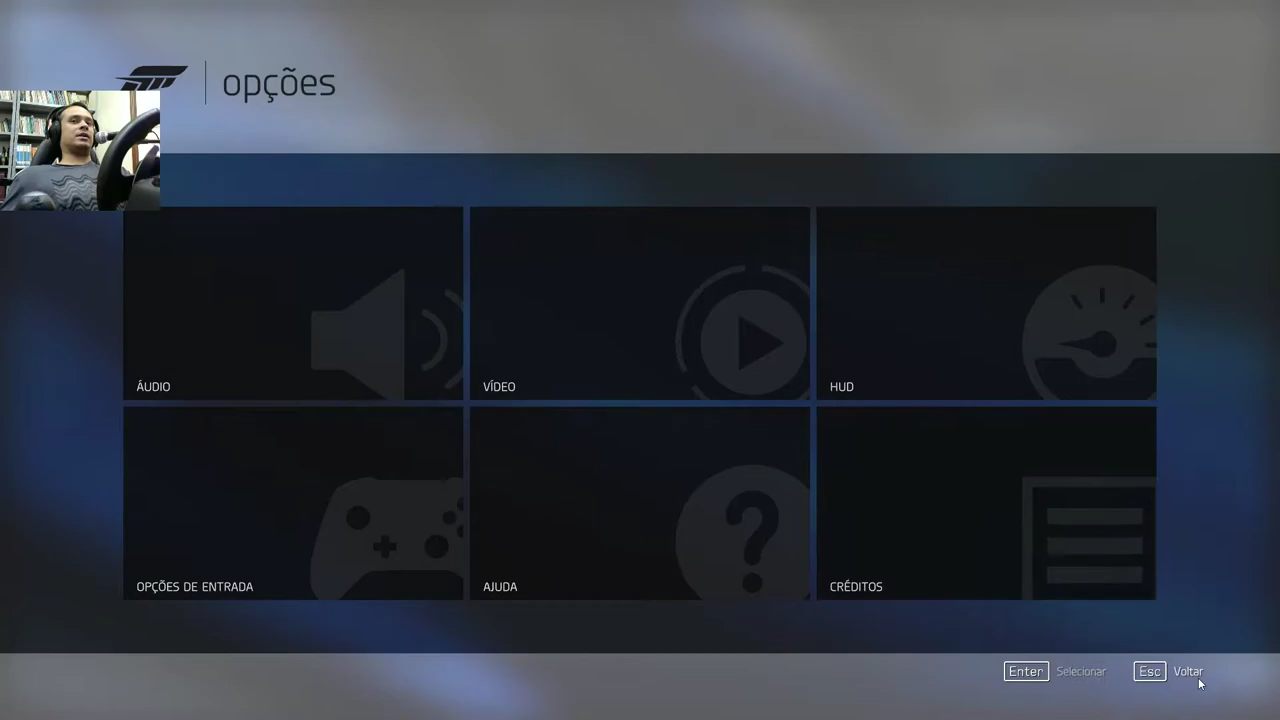 opções
ÁUDIO
VÍDEO
HUD
OPÇÕES DE ENTRADA
AJUDA
CRÉDITOS
Enter Selecionar Esc Voltar